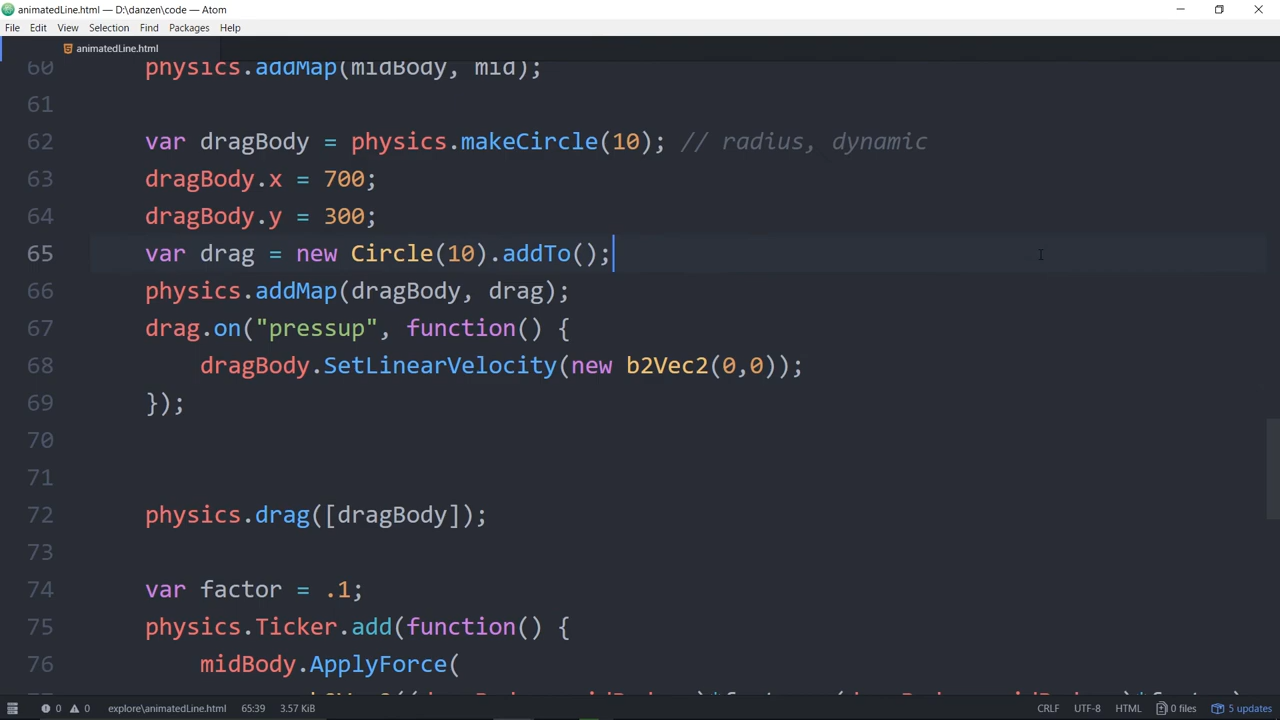 animatedLine.html — D:\danzen\code — Atom
File Edit View Selection Find Packages Help
animatedLine.html
60 physics.addMap(midBody, mid);
61
62 var dragBody = physics.makeCircle(10); // radius, dynamic
63 dragBody.x = 700;
64 dragBody.y = 300;
65 var drag = new Circle(10).addTo();
66 physics.addMap(dragBody, drag);
67 drag.on("pressup", function() {
68 dragBody.SetLinearVelocity(new b2Vec2(0,0));
69 });
70
71
72 physics.drag([dragBody]);
73
74 var factor = .1;
75 physics.Ticker.add(function() {
76 midBody.ApplyForce(
0 0 explore\animatedLine.html 65:39 3.57 KiB CRLF UTF-8 HTML 0 files 5 updates